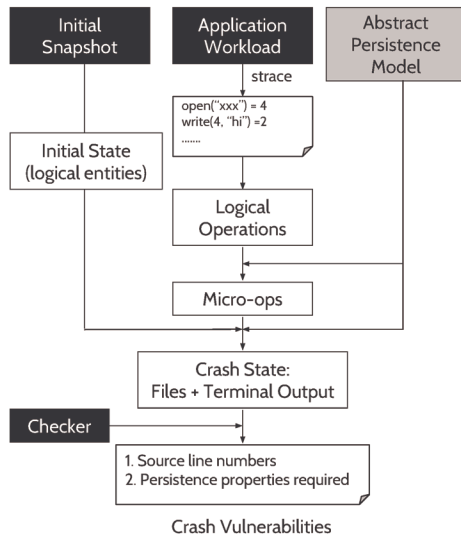 Initial
Snapshot
Application
Workload
Abstract
Persistence
Model
strace
open(“xxx”) = 4
write(4, “hi”) =2
.......
Initial State
(logical entities)
Logical
Operations
Micro-ops
Crash State:
Files + Terminal Output
Checker
1. Source line numbers
2. Persistence properties required
Crash Vulnerabilities